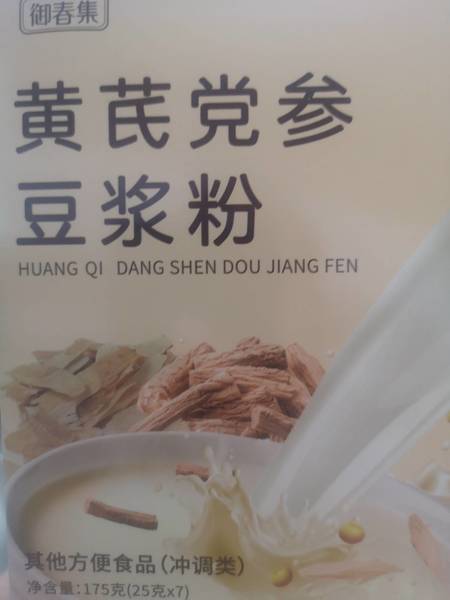 御春集
黄芪党参
豆浆粉
HUANG QI DANG SHEN DOU JIANG FEN
其他方便食品(冲调类)
净含量:175克(25克x7)